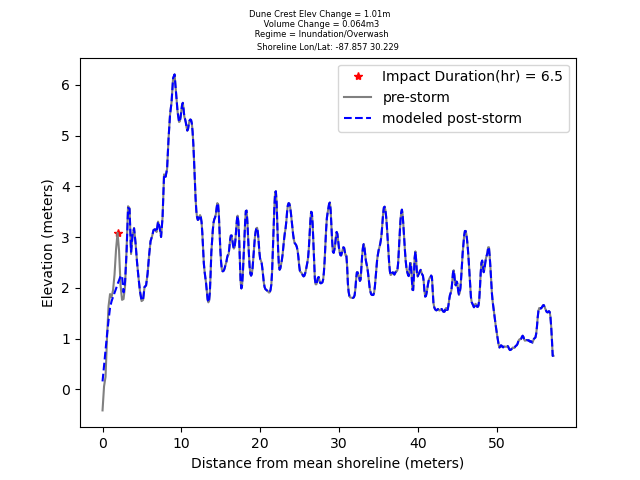 Dune Crest Elev Change = 1.01m
Volume Change = 0.064m3
Regime = Inundation/Overwash
Shoreline Lon/Lat: -87.857 30.229
Impact Duration(hr) = 6.5
pre-storm
modeled post-storm
Elevation (meters)
6
5
4
3
2
1
0
0 10 20 30 40 50
Distance from mean shoreline (meters)